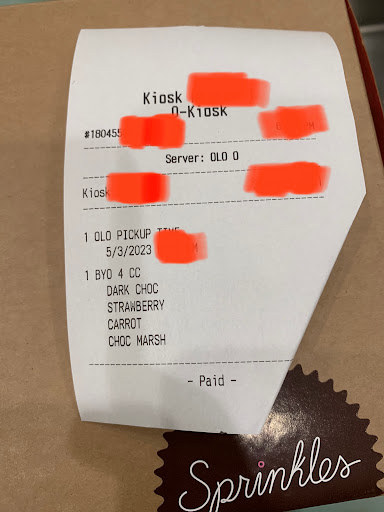 Kiosk
O-Kiosk
#180455
Server: OLO O
Kiosk
1 OLO PICKUP TIME
5/3/2023
1 BYO 4 CC
DARK CHOC
STRAWBERRY
CARROT
CHOC MARSH
- Paid -
Sprinkles